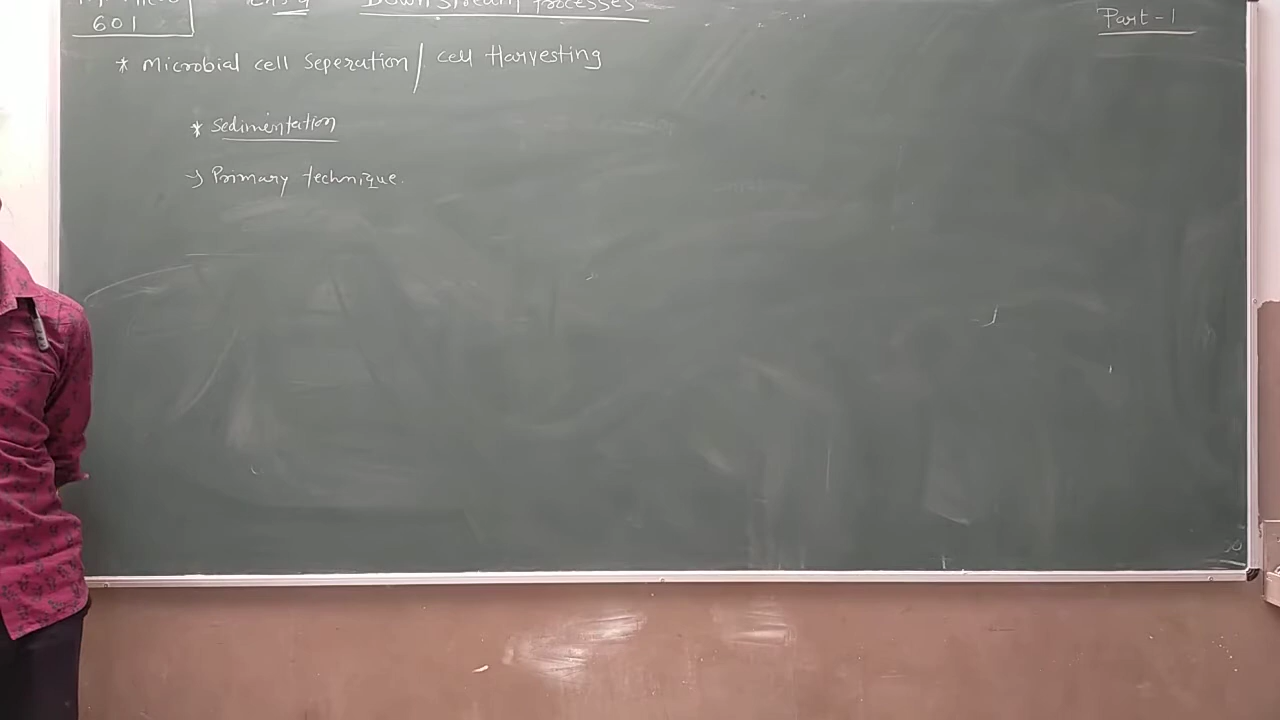 601
Downstream processes
Part-1
* Microbial cell Seperation / cell Harvesting
* Sedimentation
→ Primary technique.